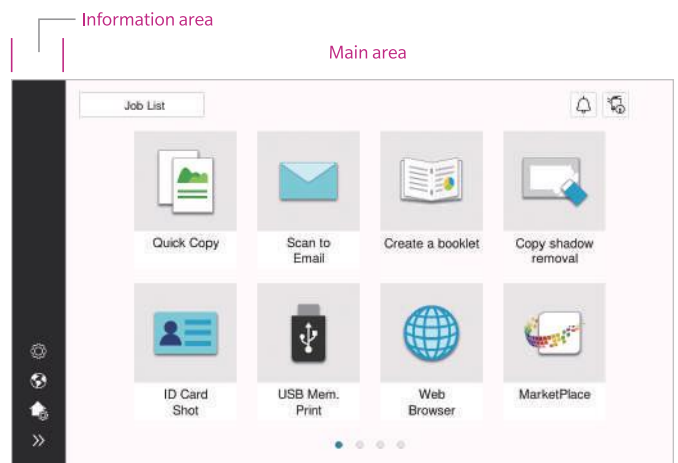 Information area
Main area
Job List
Quick Copy
Scan to
Email
Create a booklet
Copy shadow
removal
ID Card
Shot
USB Mem.
Print
Web
Browser
MarketPlace